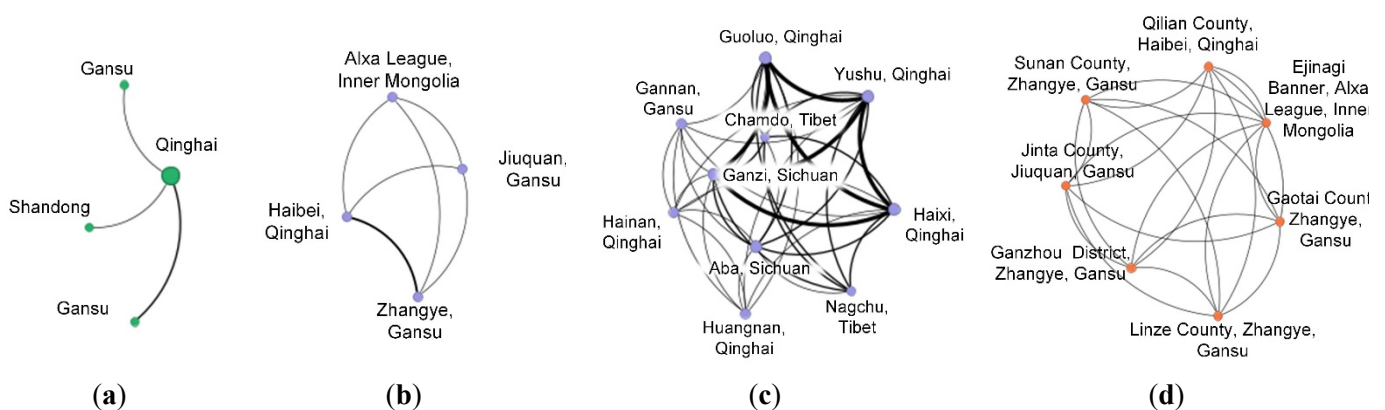 Gansu
Qinghai
Shandong
Gansu
(a)
Alxa League,
Inner Mongolia
Jiuquan,
Gansu
Haibei,
Qinghai
Zhangye,
Gansu
(b)
Guoluo, Qinghai
Yushu, Qinghai
Gannan,
Gansu
Chamdo, Tibet
Ganzi, Sichuan
Hainan,
Qinghai
Haixi,
Qinghai
Aba, Sichuan
Nagchu,
Tibet
Huangnan,
Qinghai
(c)
Qilian County,
Haibei, Qinghai
Sunan County,
Zhangye, Gansu
Ejinagi
Banner, Alxa
League, Inner
Mongolia
Jinta County,
Jiuquan, Gansu
Gaotai Count
Zhangye,
Gansu
Ganzhou District,
Zhangye, Gansu
Linze County, Zhangye,
Gansu
(d)